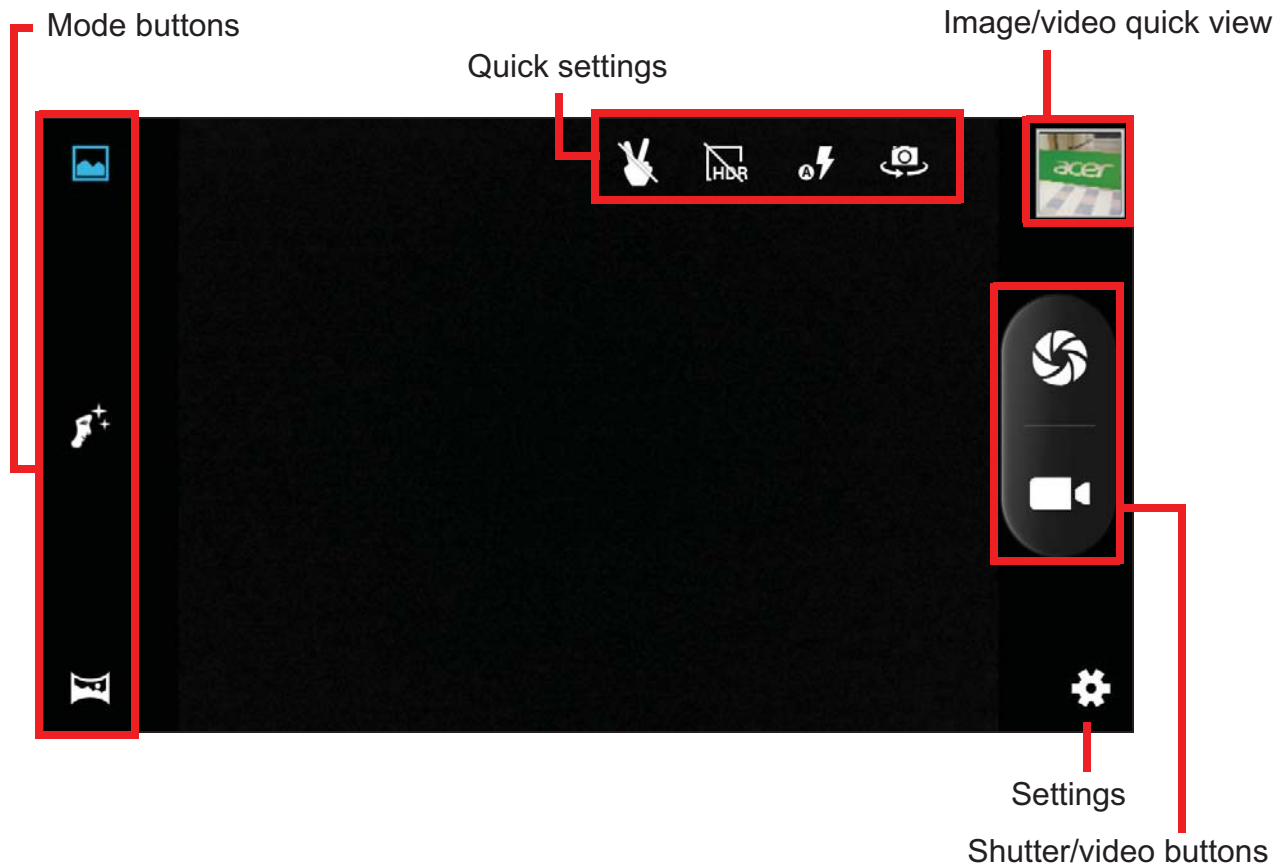 Mode buttons
Image/video quick view
Quick settings
HDR
A
acer
Settings
Shutter/video buttons